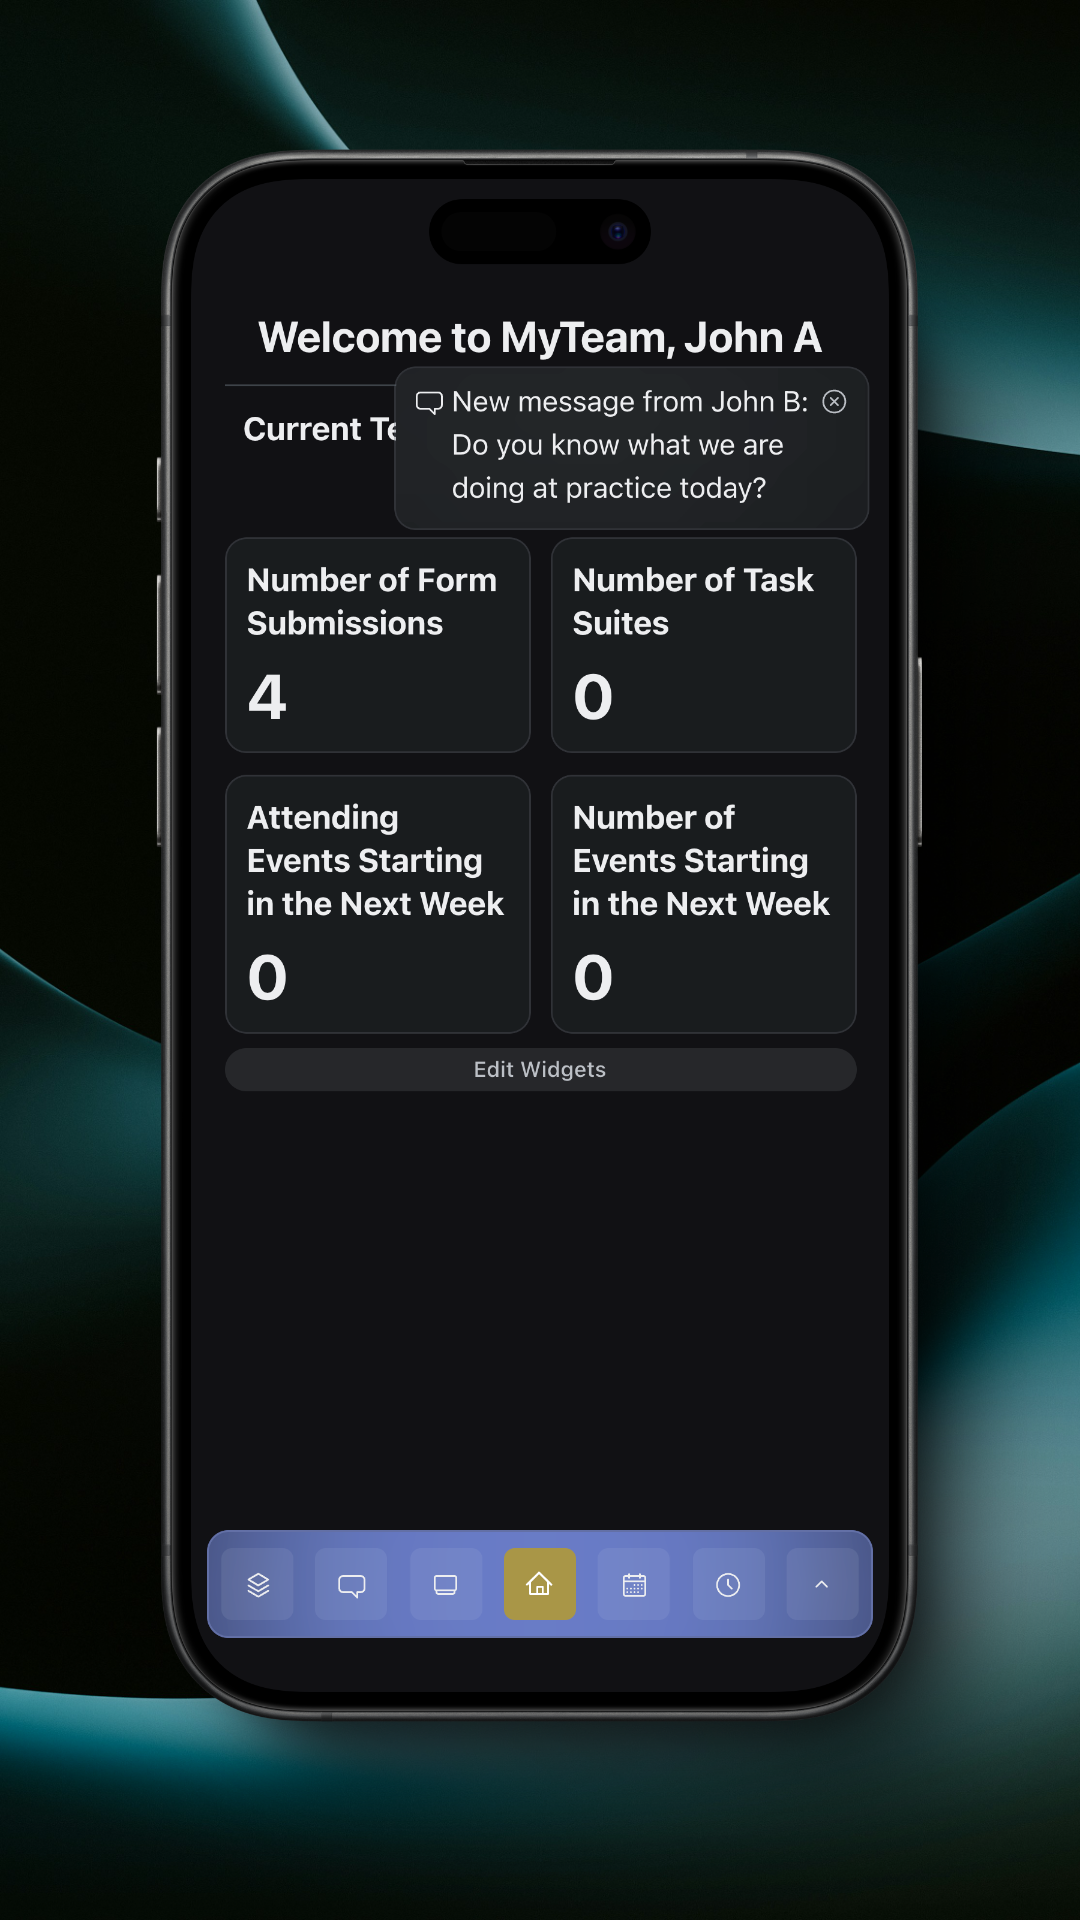 Welcome to MyTeam, John A
New message from John B:
Do you know what we are
doing at practice today?
Current
Number of Form
Submissions
4
Number of Task
Suites
0
Attending
Events Starting
in the Next Week
0
Number of
Events Starting
in the Next Week
0
Edit Widgets